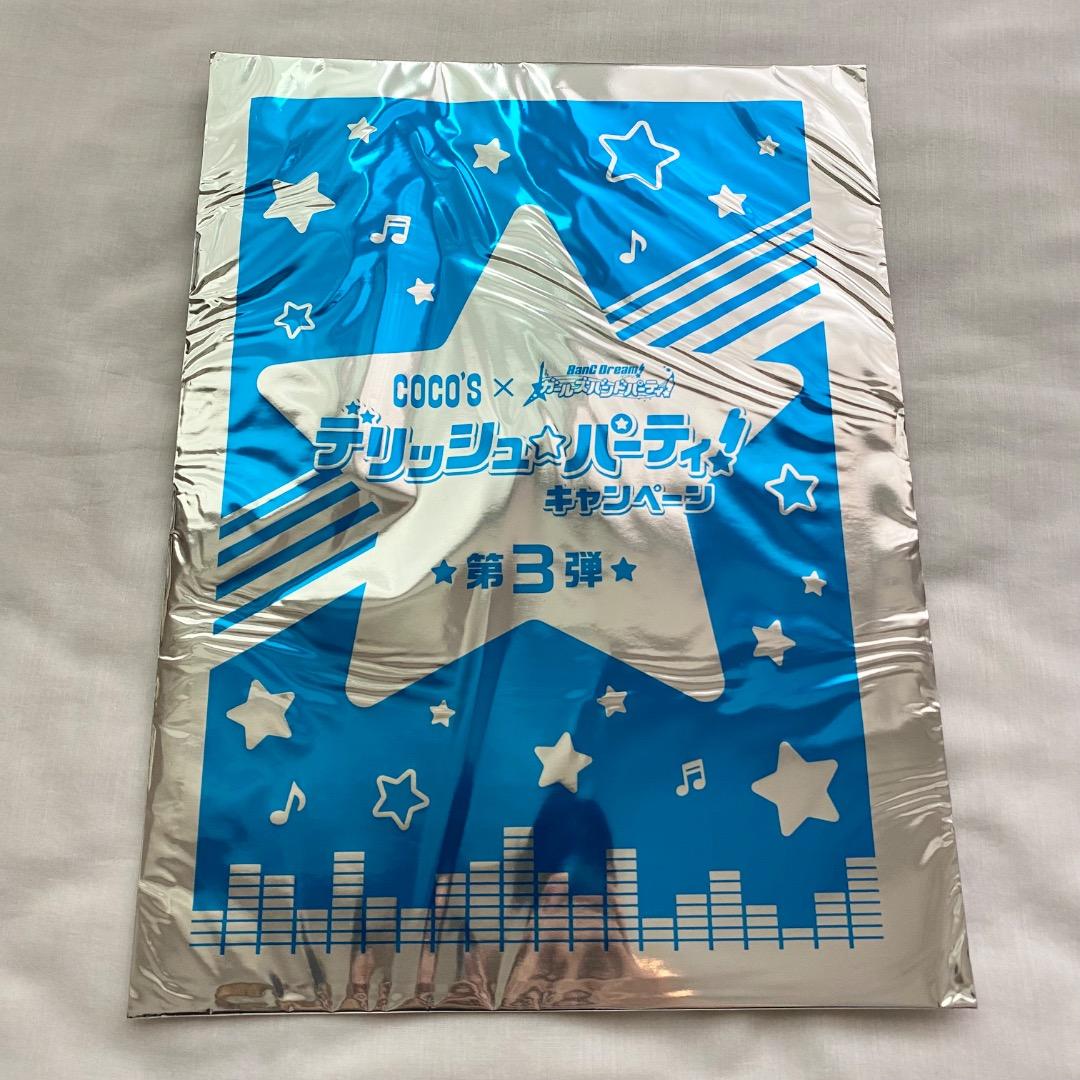 COCO'S × BanG Dream!
ガールズバンドパーティ!
デリッシュ☆パーティ!
キャンペーン
★第3弾★